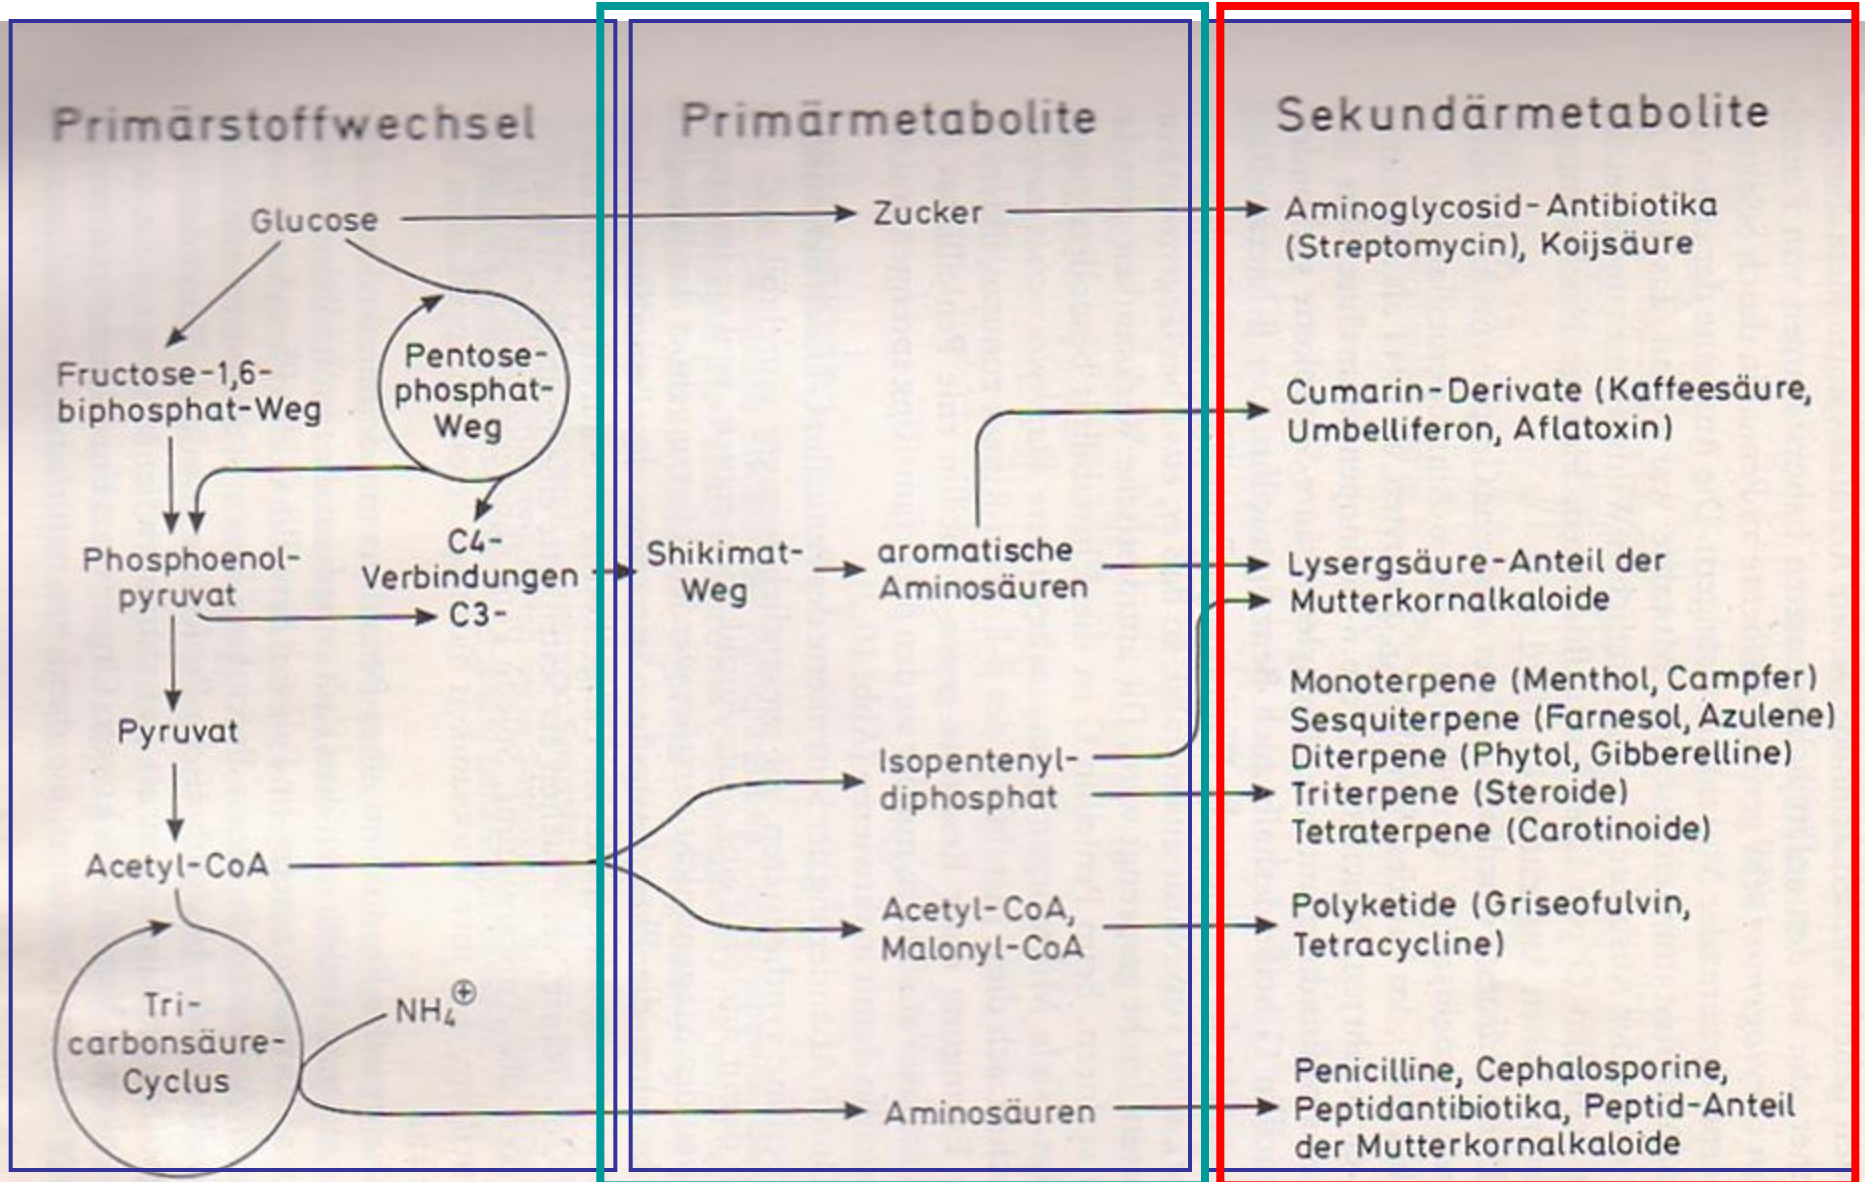 Primärstoffwechsel
Primärmetabolite
Sekundärmetabolite
Glucose
Zucker
Aminoglycosid-Antibiotika
(Streptomycin), Koijsäure
Fructose-1,6-
biphosphat-Weg
Pentose-
phosphat-
Weg
Cumarin-Derivate (Kaffeesäure,
Umbelliferon, Aflatoxin)
Phosphoenol-
pyruvat
C4-
Verbindungen
C3-
Shikimat-
Weg
aromatische
Aminosäuren
Lysergsäure-Anteil der
Mutterkornalkaloide
Pyruvat
Isopentenyl-
diphosphat
Monoterpene (Menthol, Campfer)
Sesquiterpene (Farnesol, Azulene)
Diterpene (Phytol, Gibberelline)
Triterpene (Steroide)
Tetraterpene (Carotinoide)
Acetyl-CoA
Acetyl-CoA,
Malonyl-CoA
Polyketide (Griseofulvin,
Tetracycline)
Tri-
carbonsäure-
Cyclus
NH₄⊕
Aminosäuren
Penicilline, Cephalosporine,
Peptidantibiotika, Peptid-Anteil
der Mutterkornalkaloide